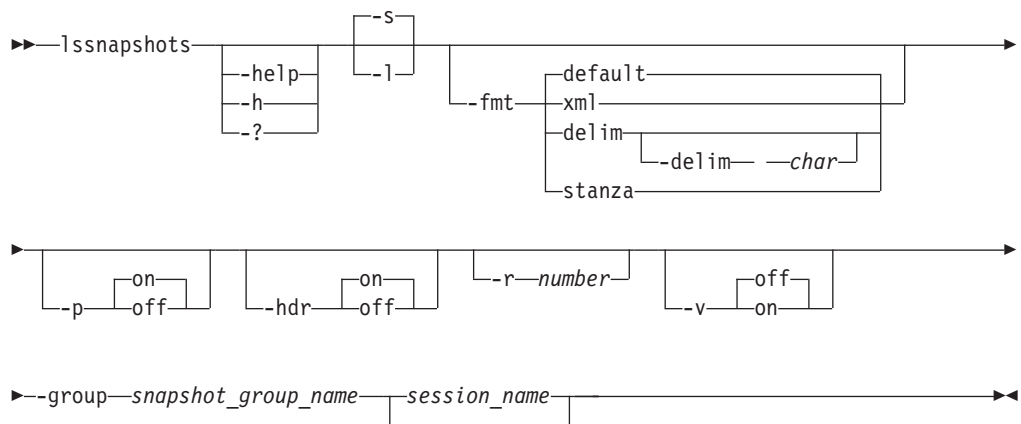 -s
lssnapshots
-help
-l
default
-h
-fmt
xml
-?
delim
-delim char
stanza
on
on
off
-p
off
-hdr
off
-r number
-v
on
-group snapshot_group_name session_name